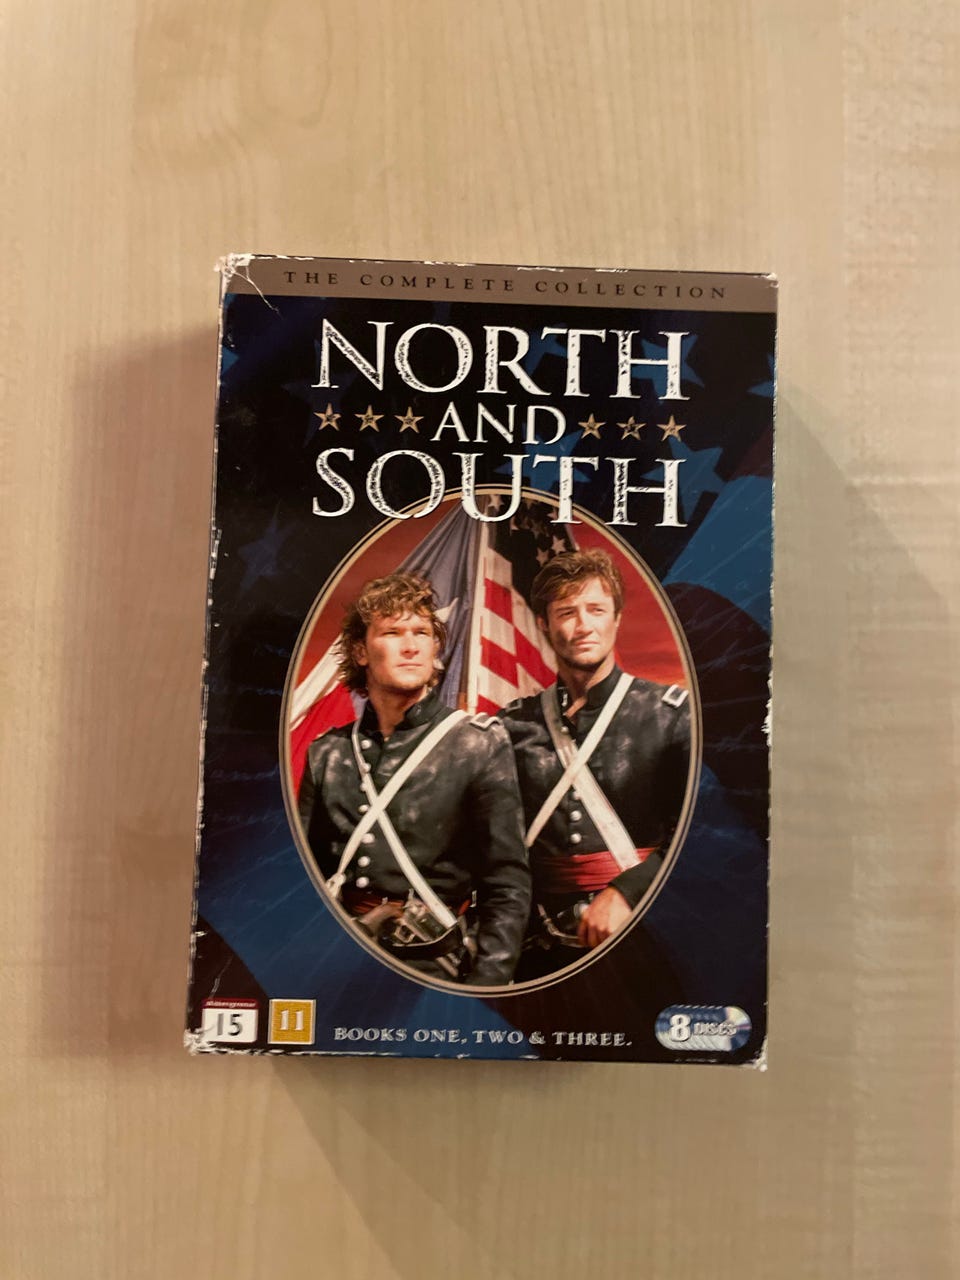 THE COMPLETE COLLECTION
NORTH
AND
SOUTH
15
11
BOOKS ONE, TWO & THREE.
8 DISCS